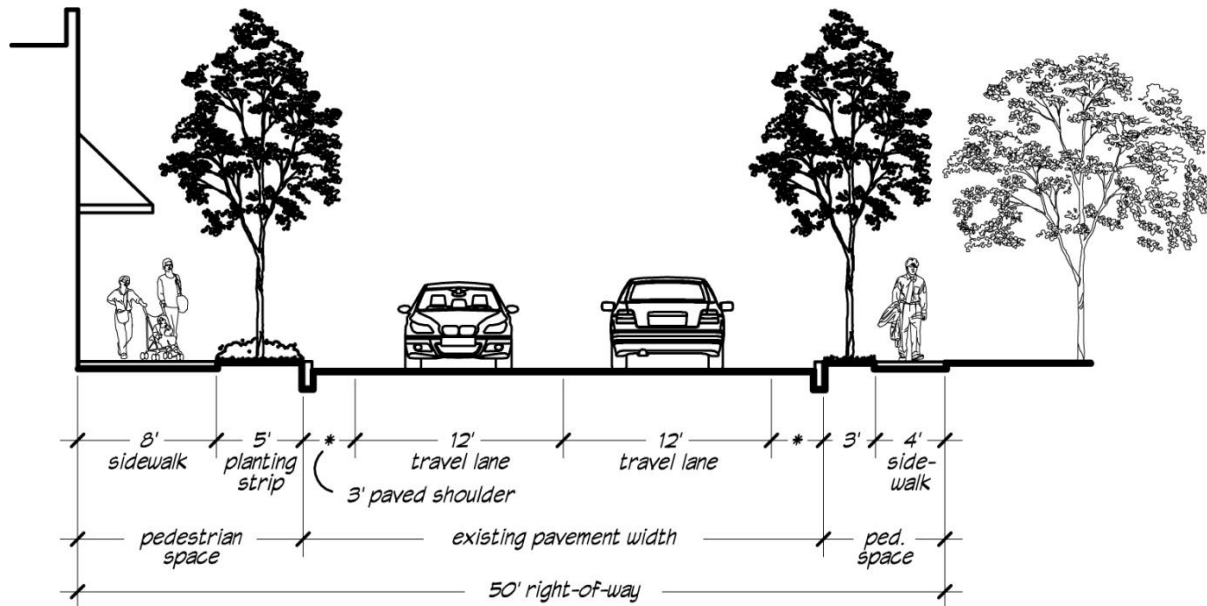 8'
sidewalk
5'
planting
strip
*
12'
travel lane
12'
travel lane
*
3'
4'
side-
walk
3' paved shoulder
pedestrian
space
existing pavement width
ped.
space
50' right-of-way